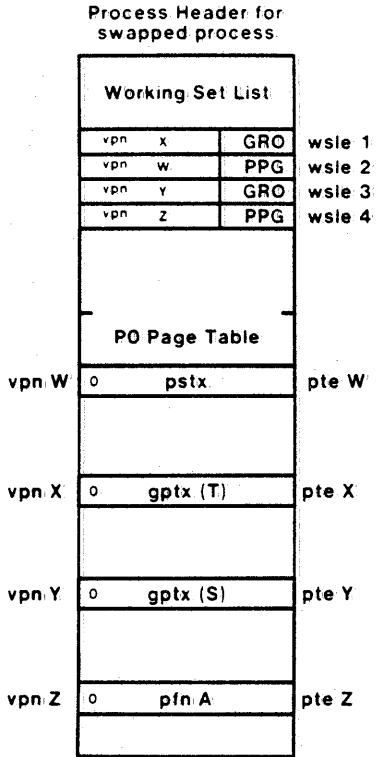 Process Header for
swapped process
Working Set List
vpn X GRO wsle 1
vpn W PPG wsle 2
vpn Y GRO wsle 3
vpn Z PPG wsle 4
P0 Page Table
vpn W 0 pstx pte W
vpn X 0 gptx (T) pte X
vpn Y 0 gptx (S) pte Y
vpn Z 0 pfn A pte Z